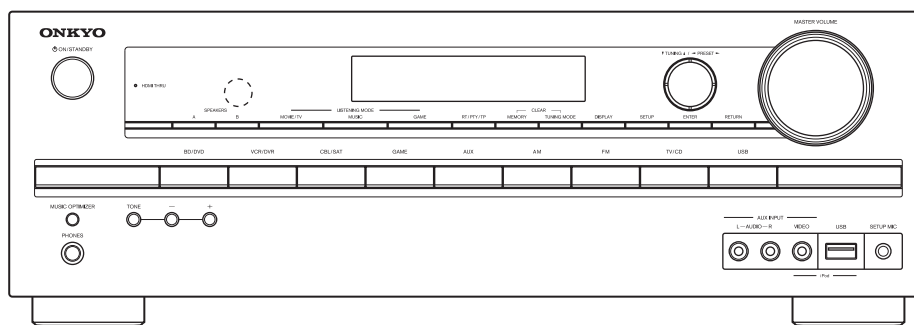 MASTER VOLUME
ONKYO
ON/STANDBY
TUNING PRESET
HDMI THRU
SPEAKERS
LISTENING MODE
CLEAR
A B MOVIE/TV MUSIC GAME RT/PTY/TP MEMORY TUNING MODE DISPLAY SETUP ENTER RETURN
BD/DVD VCR/DVR CBL/SAT GAME AUX AM FM TV/CD USB
MUSIC OPTIMIZER TONE — +
PHONES
AUX INPUT
L — AUDIO — R VIDEO USB SETUP MIC
iPod